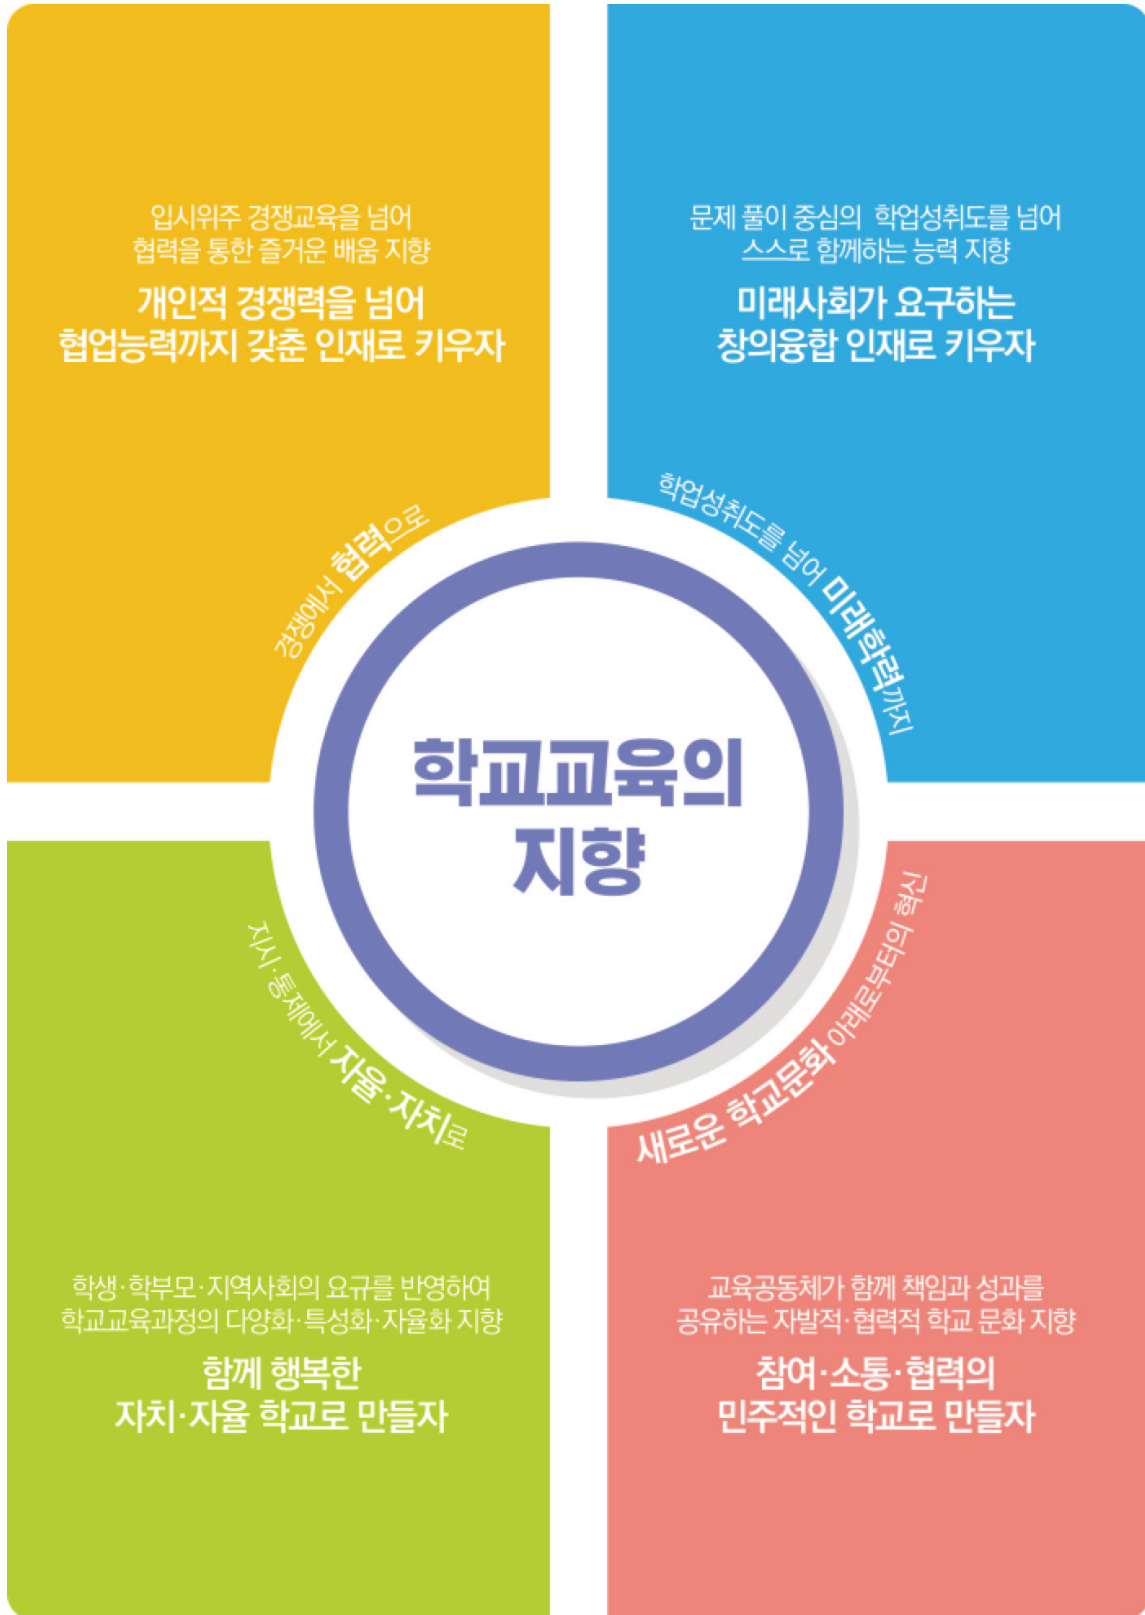 입시위주 경쟁교육을 넘어
협력을 통한 즐거운 배움 지향
개인적 경쟁력을 넘어
협업능력까지 갖춘 인재로 키우자
경쟁에서 협력으로
문제 풀이 중심의 학업성취도를 넘어
스스로 함께하는 능력 지향
미래사회가 요구하는
창의융합 인재로 키우자
학업성취도를 넘어 미래학력까지
학교교육의
지향
지시·통제에서 자율·자치로
학생·학부모·지역사회의 요규를 반영하여
학교교육과정의 다양화·특성화·자율화 지향
함께 행복한
자치·자율 학교로 만들자
새로운 학교문화 아래로부터의 혁신
교육공동체가 함께 책임과 성과를
공유하는 자발적·협력적 학교 문화 지향
참여·소통·협력의
민주적인 학교로 만들자